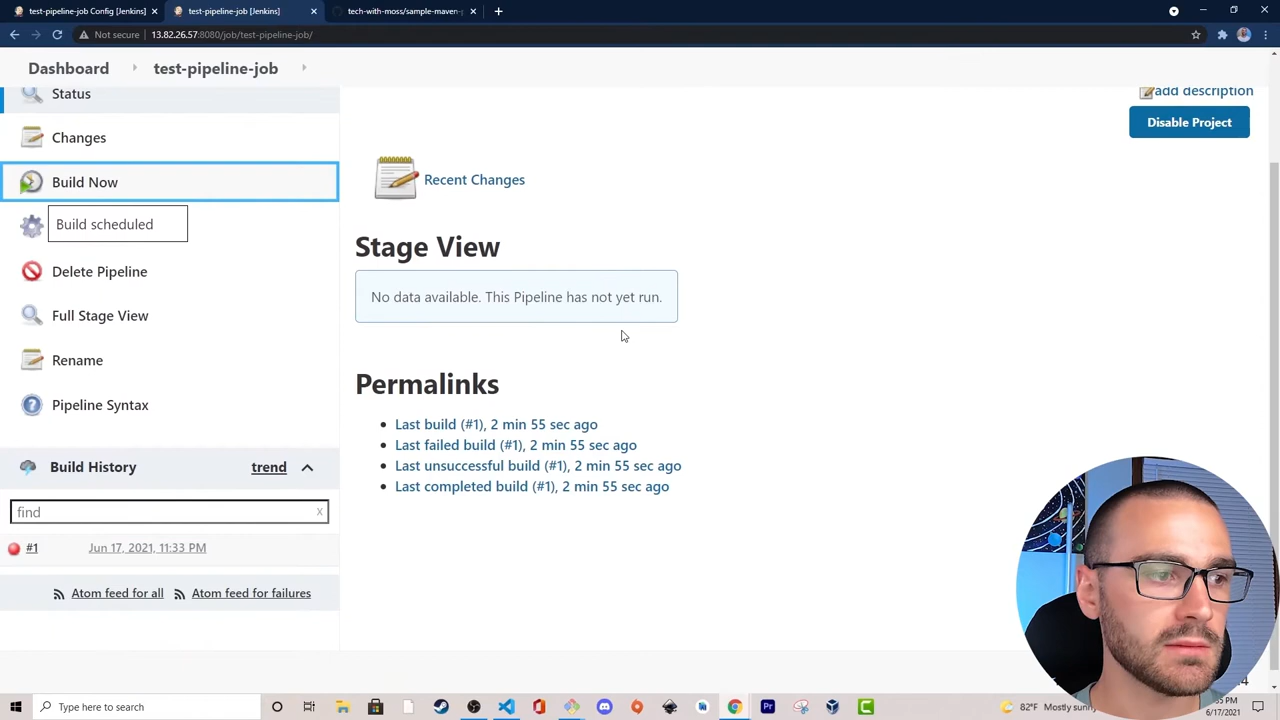 test-pipeline-job Config [Jenkins]
test-pipeline-job [Jenkins]
tech-with-moss/sample-maven-
Not secure
13.82.26.57:8080/job/test-pipeline-job/
Dashboard
test-pipeline-job
Status
add description
Disable Project
Changes
Build Now
Recent Changes
Build scheduled
Stage View
Delete Pipeline
No data available. This Pipeline has not yet run.
Full Stage View
Rename
Permalinks
Pipeline Syntax
Last build (#1), 2 min 55 sec ago
Last failed build (#1), 2 min 55 sec ago
Last unsuccessful build (#1), 2 min 55 sec ago
Last completed build (#1), 2 min 55 sec ago
Build History
trend
find
x
#1
Jun 17, 2021, 11:33 PM
Atom feed for all
Atom feed for failures
Type here to search
82°F Mostly sunny
6/17/2021